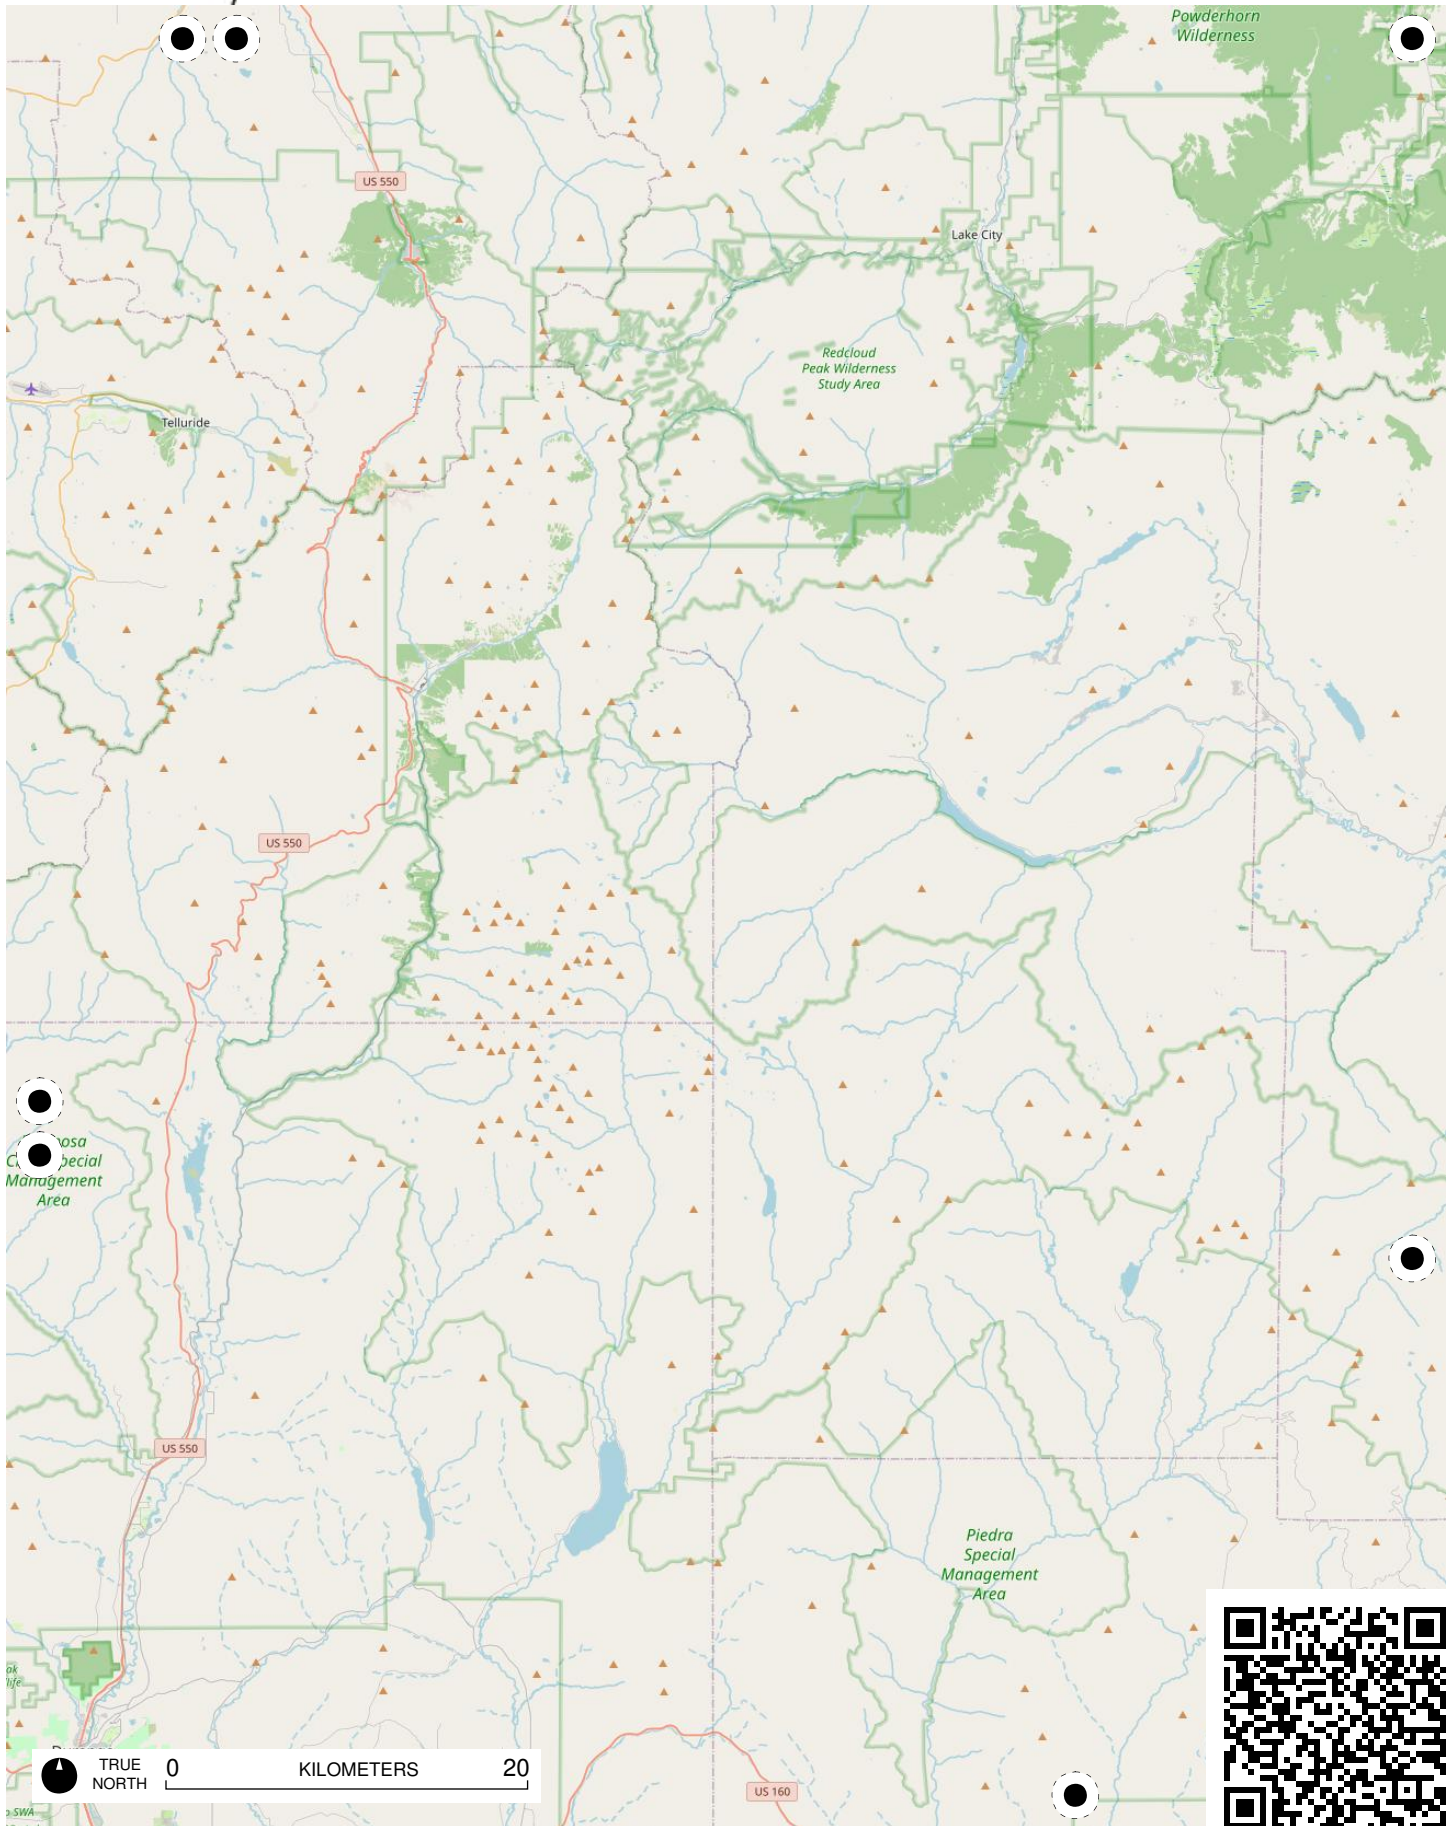 Powderhorn
Wilderness
US 550
Lake City
Redcloud
Peak Wilderness
Study Area
Telluride
US 550
Special
Management
Area
US 550
Piedra
Special
Management
Area
TRUE
NORTH
0 KILOMETERS 20
US 160
SWA